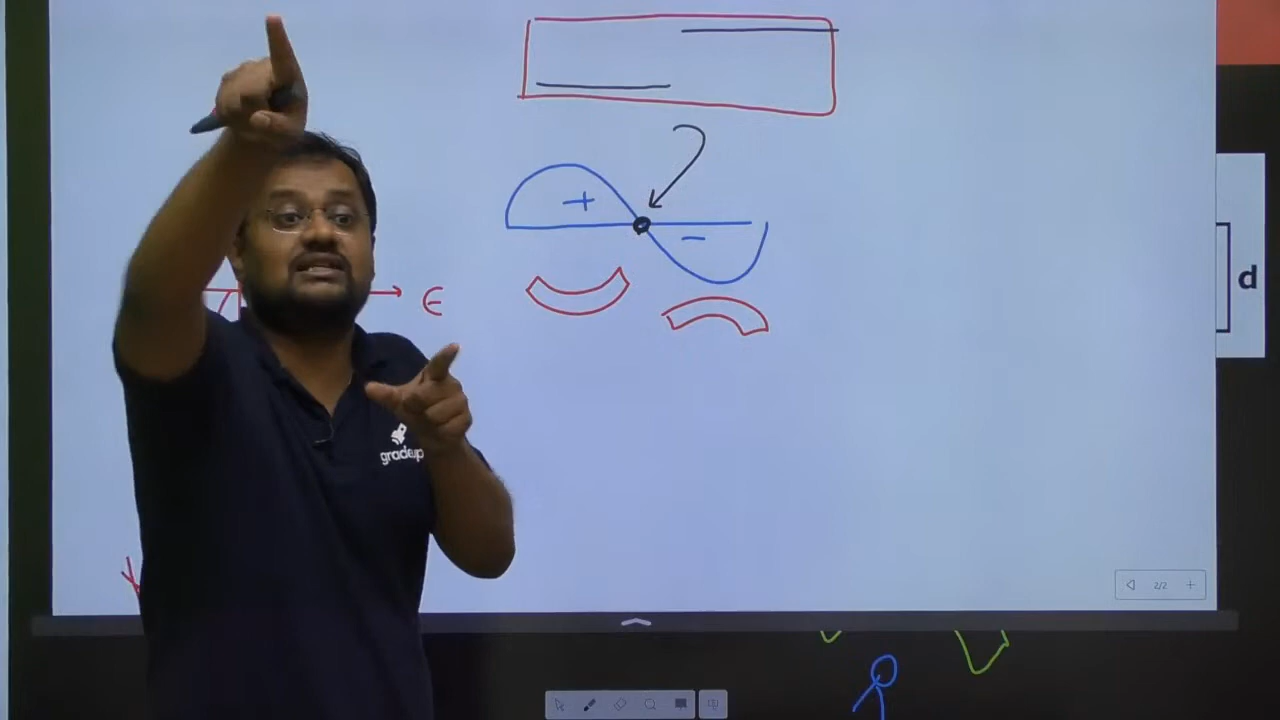 +
-
ϵ
d
gradeup
2/2 +